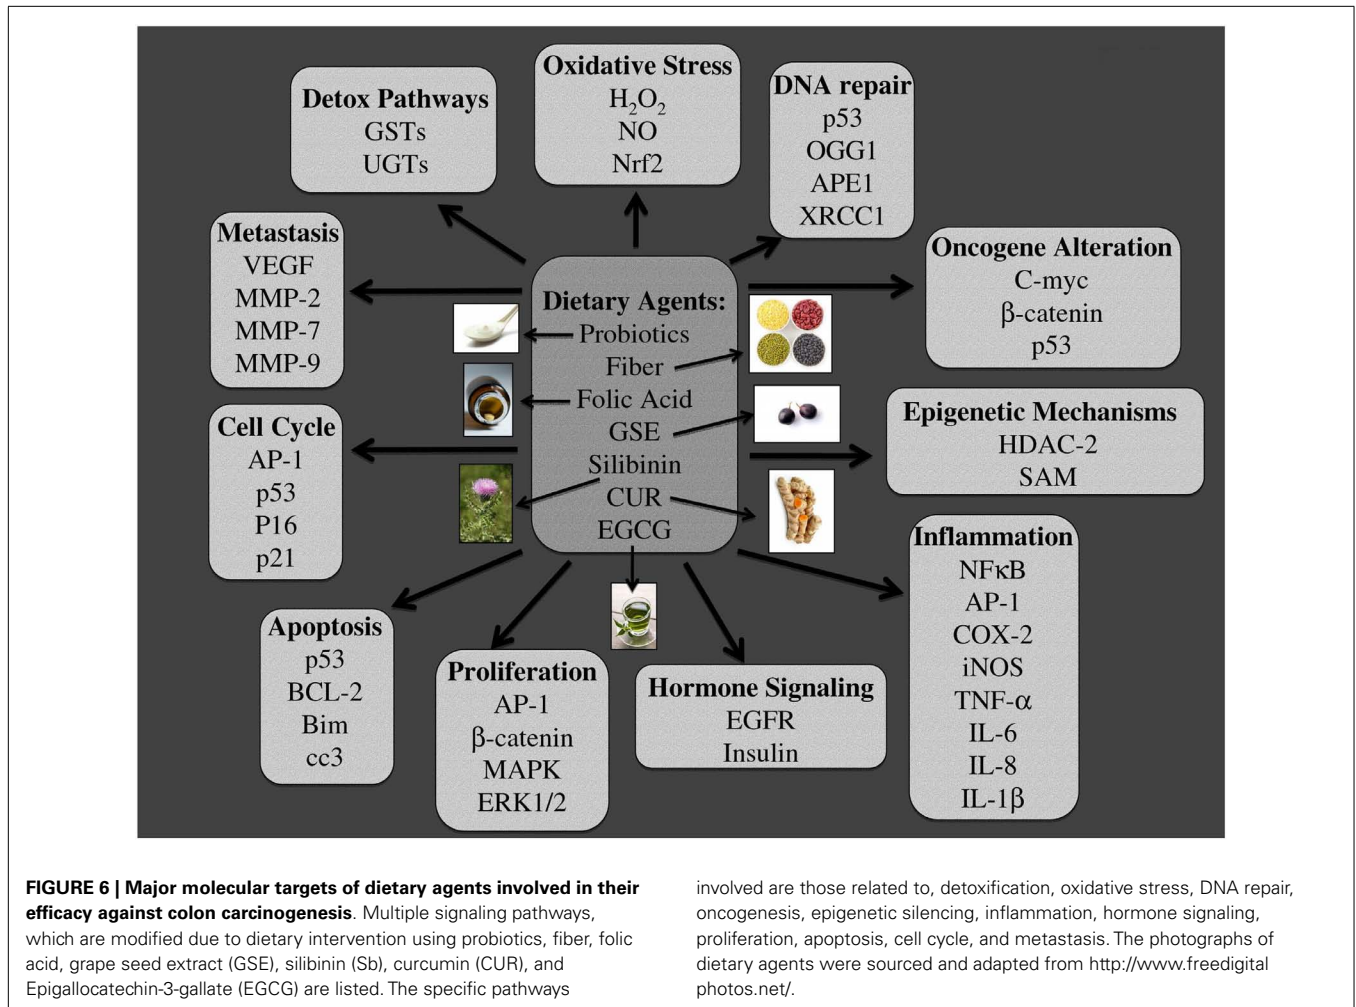 Oxidative Stress
H₂O₂
NO
Nrf2
Detox Pathways
GSTs
UGTs
DNA repair
p53
OGG1
APE1
XRCC1
Metastasis
VEGF
MMP-2
MMP-7
MMP-9
Oncogene Alteration
C-myc
β-catenin
p53
Dietary Agents:
Probiotics
Fiber
Folic Acid
GSE
Silibinin
CUR
EGCG
Cell Cycle
AP-1
p53
P16
p21
Epigenetic Mechanisms
HDAC-2
SAM
Inflammation
NFκB
AP-1
COX-2
iNOS
TNF-α
IL-6
IL-8
IL-1β
Apoptosis
p53
BCL-2
Bim
cc3
Proliferation
AP-1
β-catenin
MAPK
ERK1/2
Hormone Signaling
EGFR
Insulin
FIGURE 6 | Major molecular targets of dietary agents involved in their
efficacy against colon carcinogenesis. Multiple signaling pathways,
which are modified due to dietary intervention using probiotics, fiber, folic
acid, grape seed extract (GSE), silibinin (Sb), curcumin (CUR), and
Epigallocatechin-3-gallate (EGCG) are listed. The specific pathways
involved are those related to, detoxification, oxidative stress, DNA repair,
oncogenesis, epigenetic silencing, inflammation, hormone signaling,
proliferation, apoptosis, cell cycle, and metastasis. The photographs of
dietary agents were sourced and adapted from http://www.freedigital
photos.net/.